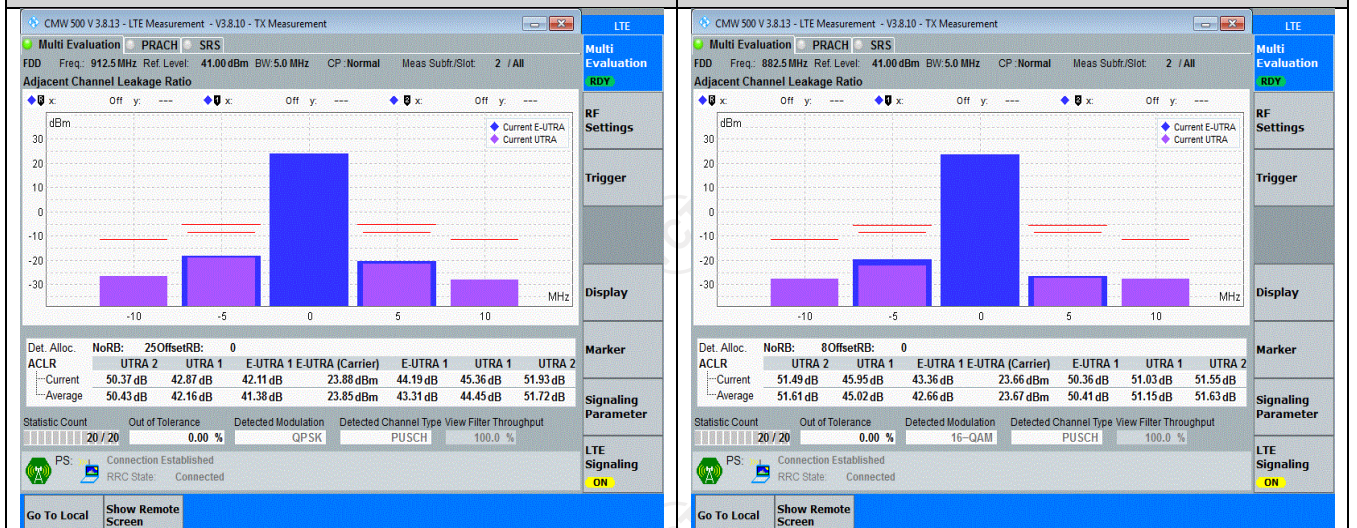 CMW 500 V 3.8.13 - LTE Measurement - V3.8.10 - TX Measurement
LTE
Multi Evaluation PRACH SRS
Multi
Evaluation
RDY
FDD Freq.: 912.5 MHz Ref. Level: 41.00 dBm BW: 5.0 MHz CP :Normal Meas Subfr./Slot: 2 / All
Adjacent Channel Leakage Ratio
x: Off y: --- x: Off y: --- x: Off y: ---
RF
Settings
dBm
Current E-UTRA
Current UTRA
30
20
10
0
-10
-20
-30
MHz
-10 -5 0 5 10
Trigger
Display
Det. Alloc. NoRB: 25 OffsetRB: 0
Marker
ACLR UTRA 2 UTRA 1 E-UTRA 1 E-UTRA (Carrier) E-UTRA 1 UTRA 1 UTRA 2
Current 50.37 dB 42.87 dB 42.11 dB 23.88 dBm 44.19 dB 45.36 dB 51.93 dB
Average 50.43 dB 42.16 dB 41.38 dB 23.85 dBm 43.31 dB 44.45 dB 51.72 dB
Signaling
Parameter
Statistic Count Out of Tolerance Detected Modulation Detected Channel Type View Filter Throughput
20 / 20 0.00 % QPSK PUSCH 100.0 %
PS: Connection Established
RRC State: Connected
LTE
Signaling
ON
Go To Local
Show Remote
Screen
CMW 500 V 3.8.13 - LTE Measurement - V3.8.10 - TX Measurement
LTE
Multi Evaluation PRACH SRS
Multi
Evaluation
RDY
FDD Freq.: 882.5 MHz Ref. Level: 41.00 dBm BW: 5.0 MHz CP :Normal Meas Subfr./Slot: 2 / All
Adjacent Channel Leakage Ratio
x: Off y: --- x: Off y: --- x: Off y: ---
RF
Settings
dBm
Current E-UTRA
Current UTRA
30
20
10
0
-10
-20
-30
MHz
-10 -5 0 5 10
Trigger
Display
Det. Alloc. NoRB: 8 OffsetRB: 0
Marker
ACLR UTRA 2 UTRA 1 E-UTRA 1 E-UTRA (Carrier) E-UTRA 1 UTRA 1 UTRA 2
Current 51.49 dB 45.95 dB 43.36 dB 23.66 dBm 50.36 dB 51.03 dB 51.55 dB
Average 51.61 dB 45.02 dB 42.66 dB 23.67 dBm 50.41 dB 51.15 dB 51.63 dB
Signaling
Parameter
Statistic Count Out of Tolerance Detected Modulation Detected Channel Type View Filter Throughput
20 / 20 0.00 % 16-QAM PUSCH 100.0 %
PS: Connection Established
RRC State: Connected
LTE
Signaling
ON
Go To Local
Show Remote
Screen